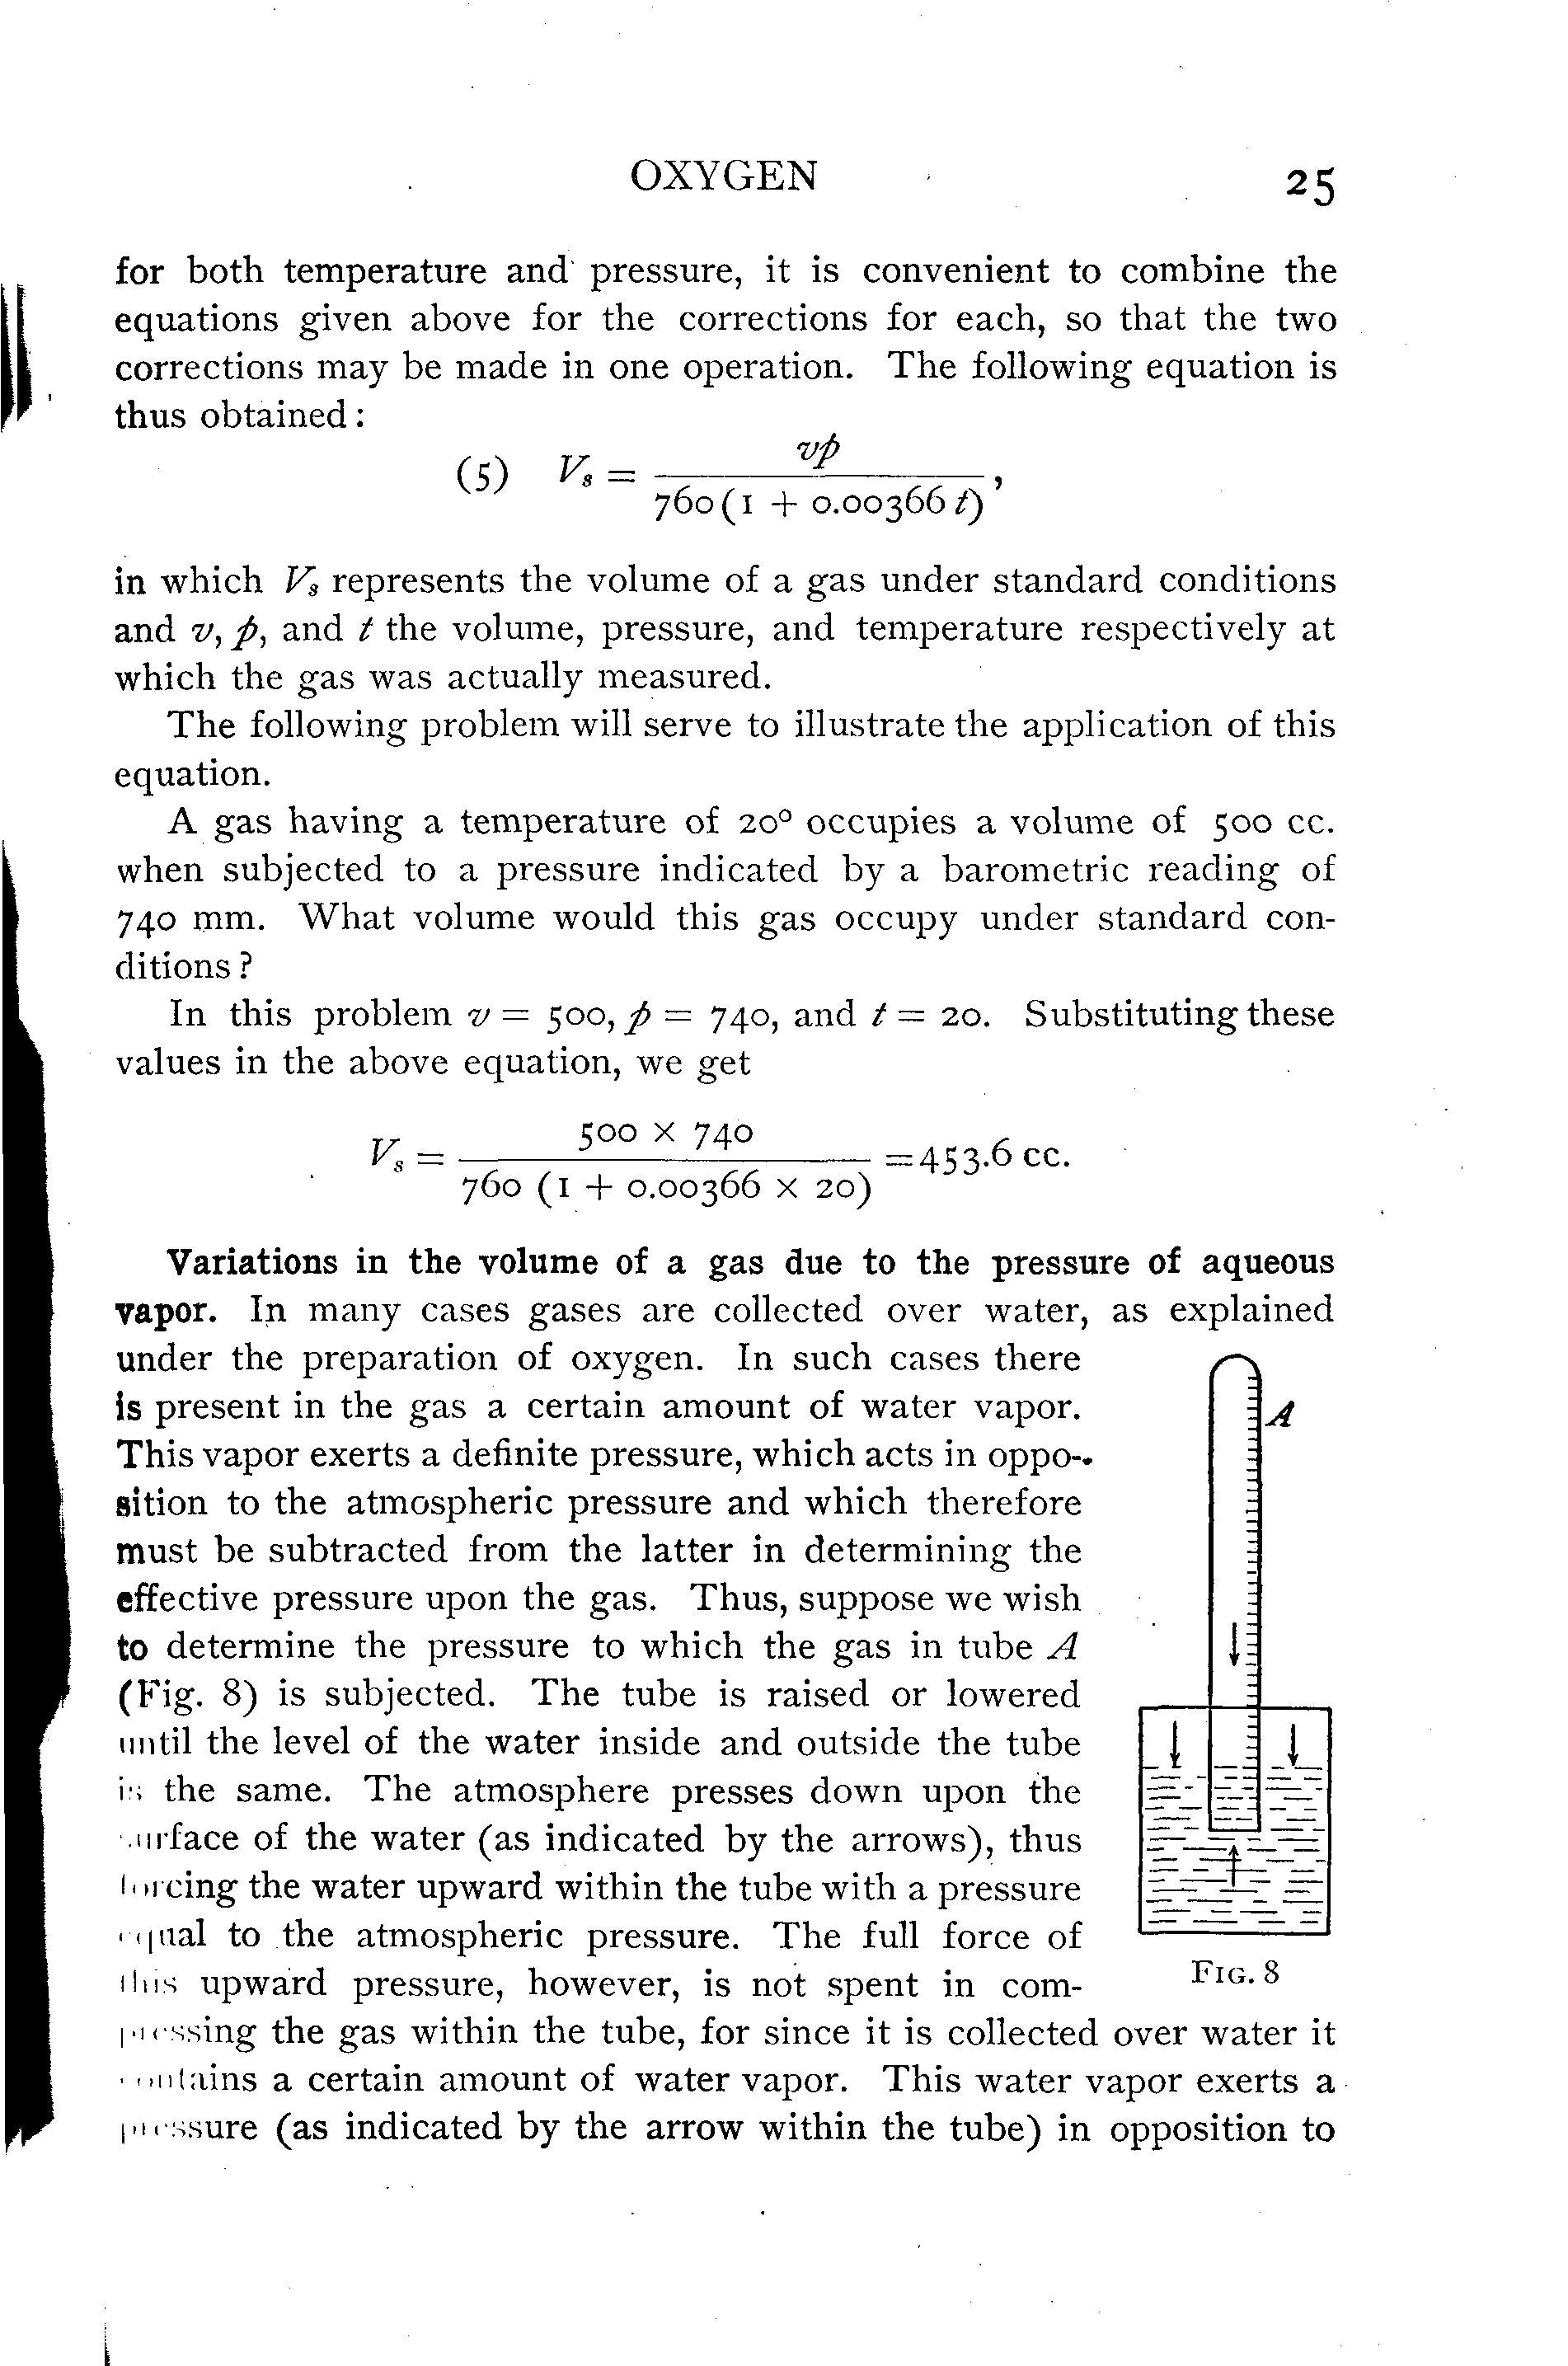 OXYGEN 25
for both temperature and pressure, it is convenient to combine the
equations given above for the corrections for each, so that the two
corrections may be made in one operation. The following equation is
thus obtained:
(5) Vs = vp / 760(1 + 0.00366 t),
in which Vs represents the volume of a gas under standard conditions
and v, p, and t the volume, pressure, and temperature respectively at
which the gas was actually measured.
The following problem will serve to illustrate the application of this
equation.
A gas having a temperature of 20° occupies a volume of 500 cc.
when subjected to a pressure indicated by a barometric reading of
740 mm. What volume would this gas occupy under standard con-
ditions?
In this problem v = 500, p = 740, and t = 20. Substituting these
values in the above equation, we get
Vs = 500 × 740 / 760 (1 + 0.00366 × 20) = 453.6 cc.
Variations in the volume of a gas due to the pressure of aqueous
vapor. In many cases gases are collected over water, as explained
under the preparation of oxygen. In such cases there
is present in the gas a certain amount of water vapor.
This vapor exerts a definite pressure, which acts in oppo-
sition to the atmospheric pressure and which therefore
must be subtracted from the latter in determining the
effective pressure upon the gas. Thus, suppose we wish
to determine the pressure to which the gas in tube A
(Fig. 8) is subjected. The tube is raised or lowered
until the level of the water inside and outside the tube
is the same. The atmosphere presses down upon the
surface of the water (as indicated by the arrows), thus
forcing the water upward within the tube with a pressure
equal to the atmospheric pressure. The full force of
this upward pressure, however, is not spent in com-
pressing the gas within the tube, for since it is collected over water it
contains a certain amount of water vapor. This water vapor exerts a
pressure (as indicated by the arrow within the tube) in opposition to
A
FIG. 8